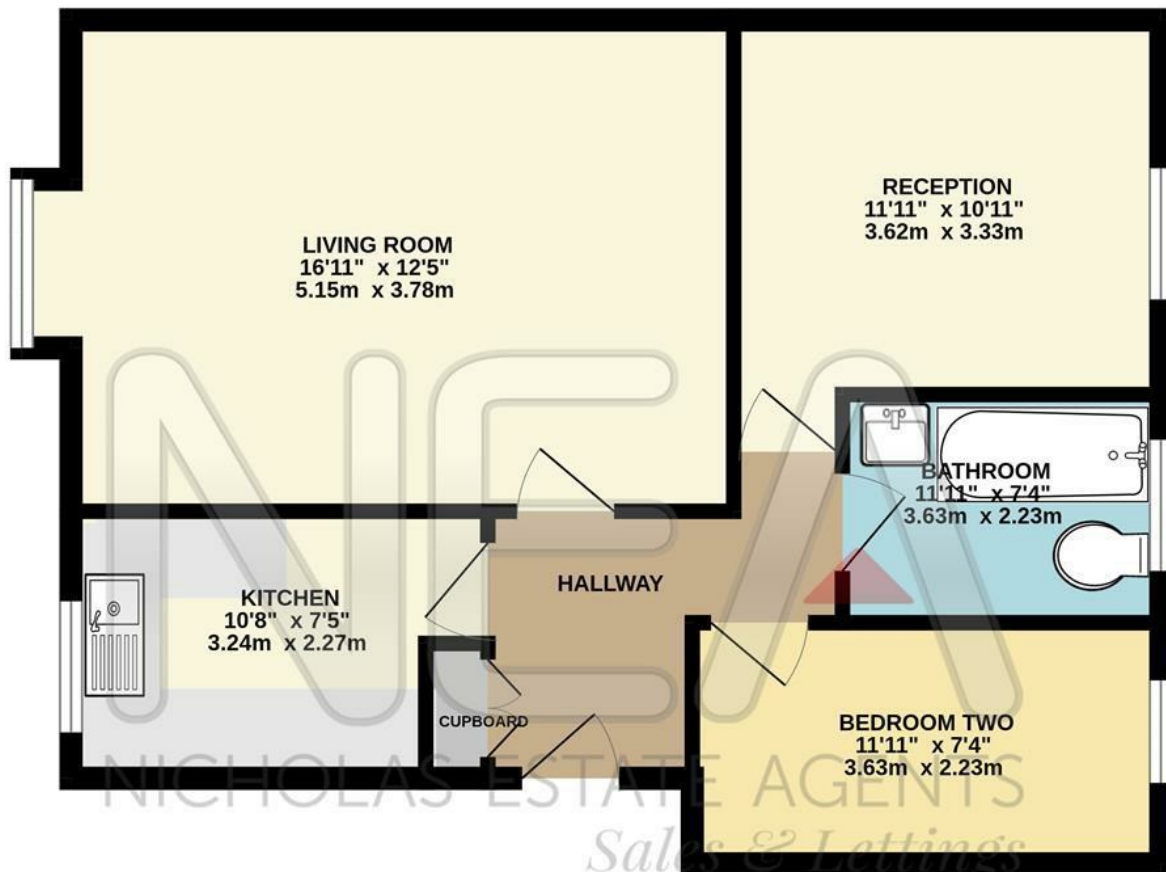 LIVING ROOM
16'11" x 12'5"
5.15m x 3.78m
RECEPTION
11'11" x 10'11"
3.62m x 3.33m
BATHROOM
11'11" x 7'4"
3.63m x 2.23m
KITCHEN
10'8" x 7'5"
3.24m x 2.27m
HALLWAY
CUPBOARD
BEDROOM TWO
11'11" x 7'4"
3.63m x 2.23m
NEA
NICHOLAS ESTATE AGENTS
Sales & Lettings